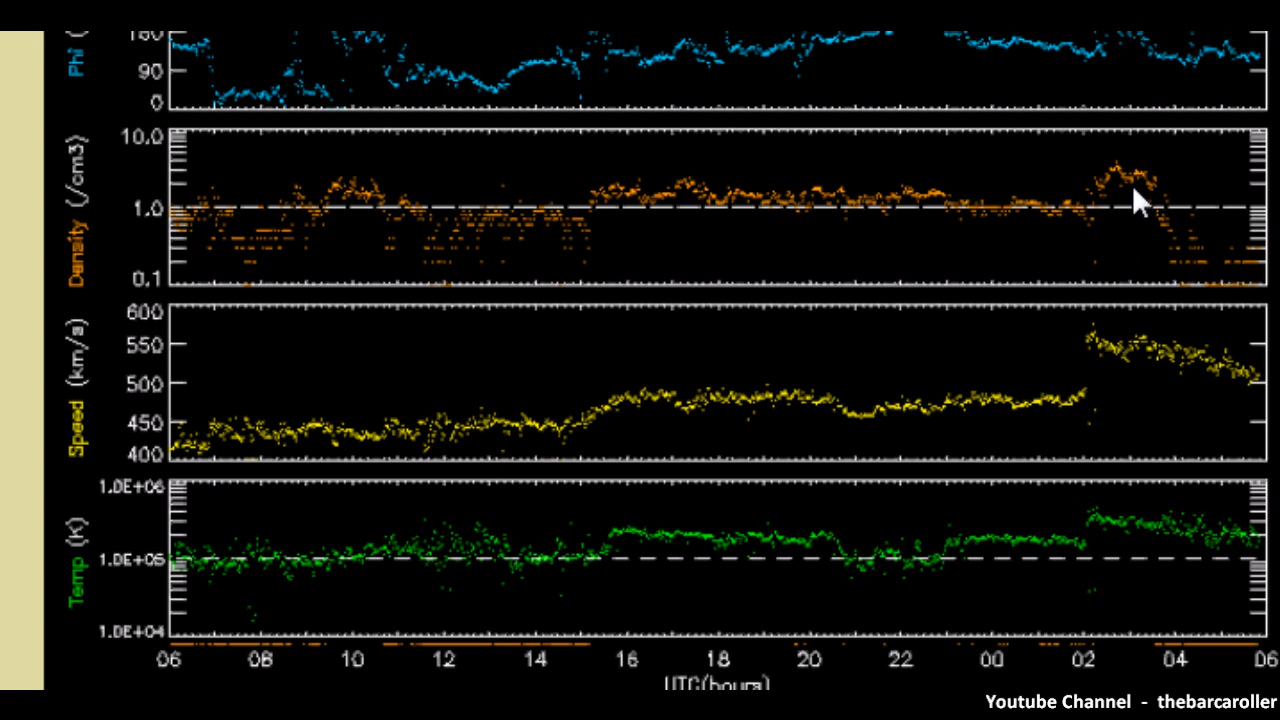 180
Phi (
90
0
10.0
Density (/cm3)
1.0
0.1
600
550
Speed (km/s)
500
450
400
1.0E+06
Temp (K)
1.0E+05
1.0E+04
06 08 10 12 14 16 18 20 22 00 02 04 06
UTC(hours)
Youtube Channel - thebarcaroller